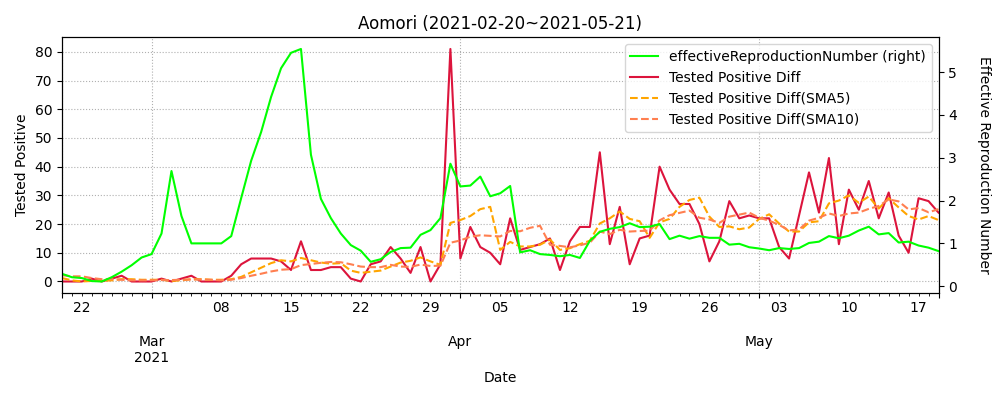 Aomori (2021-02-20~2021-05-21)
effectiveReproductionNumber (right)
Tested Positive Diff
Tested Positive Diff(SMA5)
Tested Positive Diff(SMA10)
Tested Positive
80
70
60
50
40
30
20
10
0
5
4
3
2
1
0
Effective Reproduction Number
22 08 15 22 29 05 12 19 26 03 10 17
Mar Apr May
2021
Date